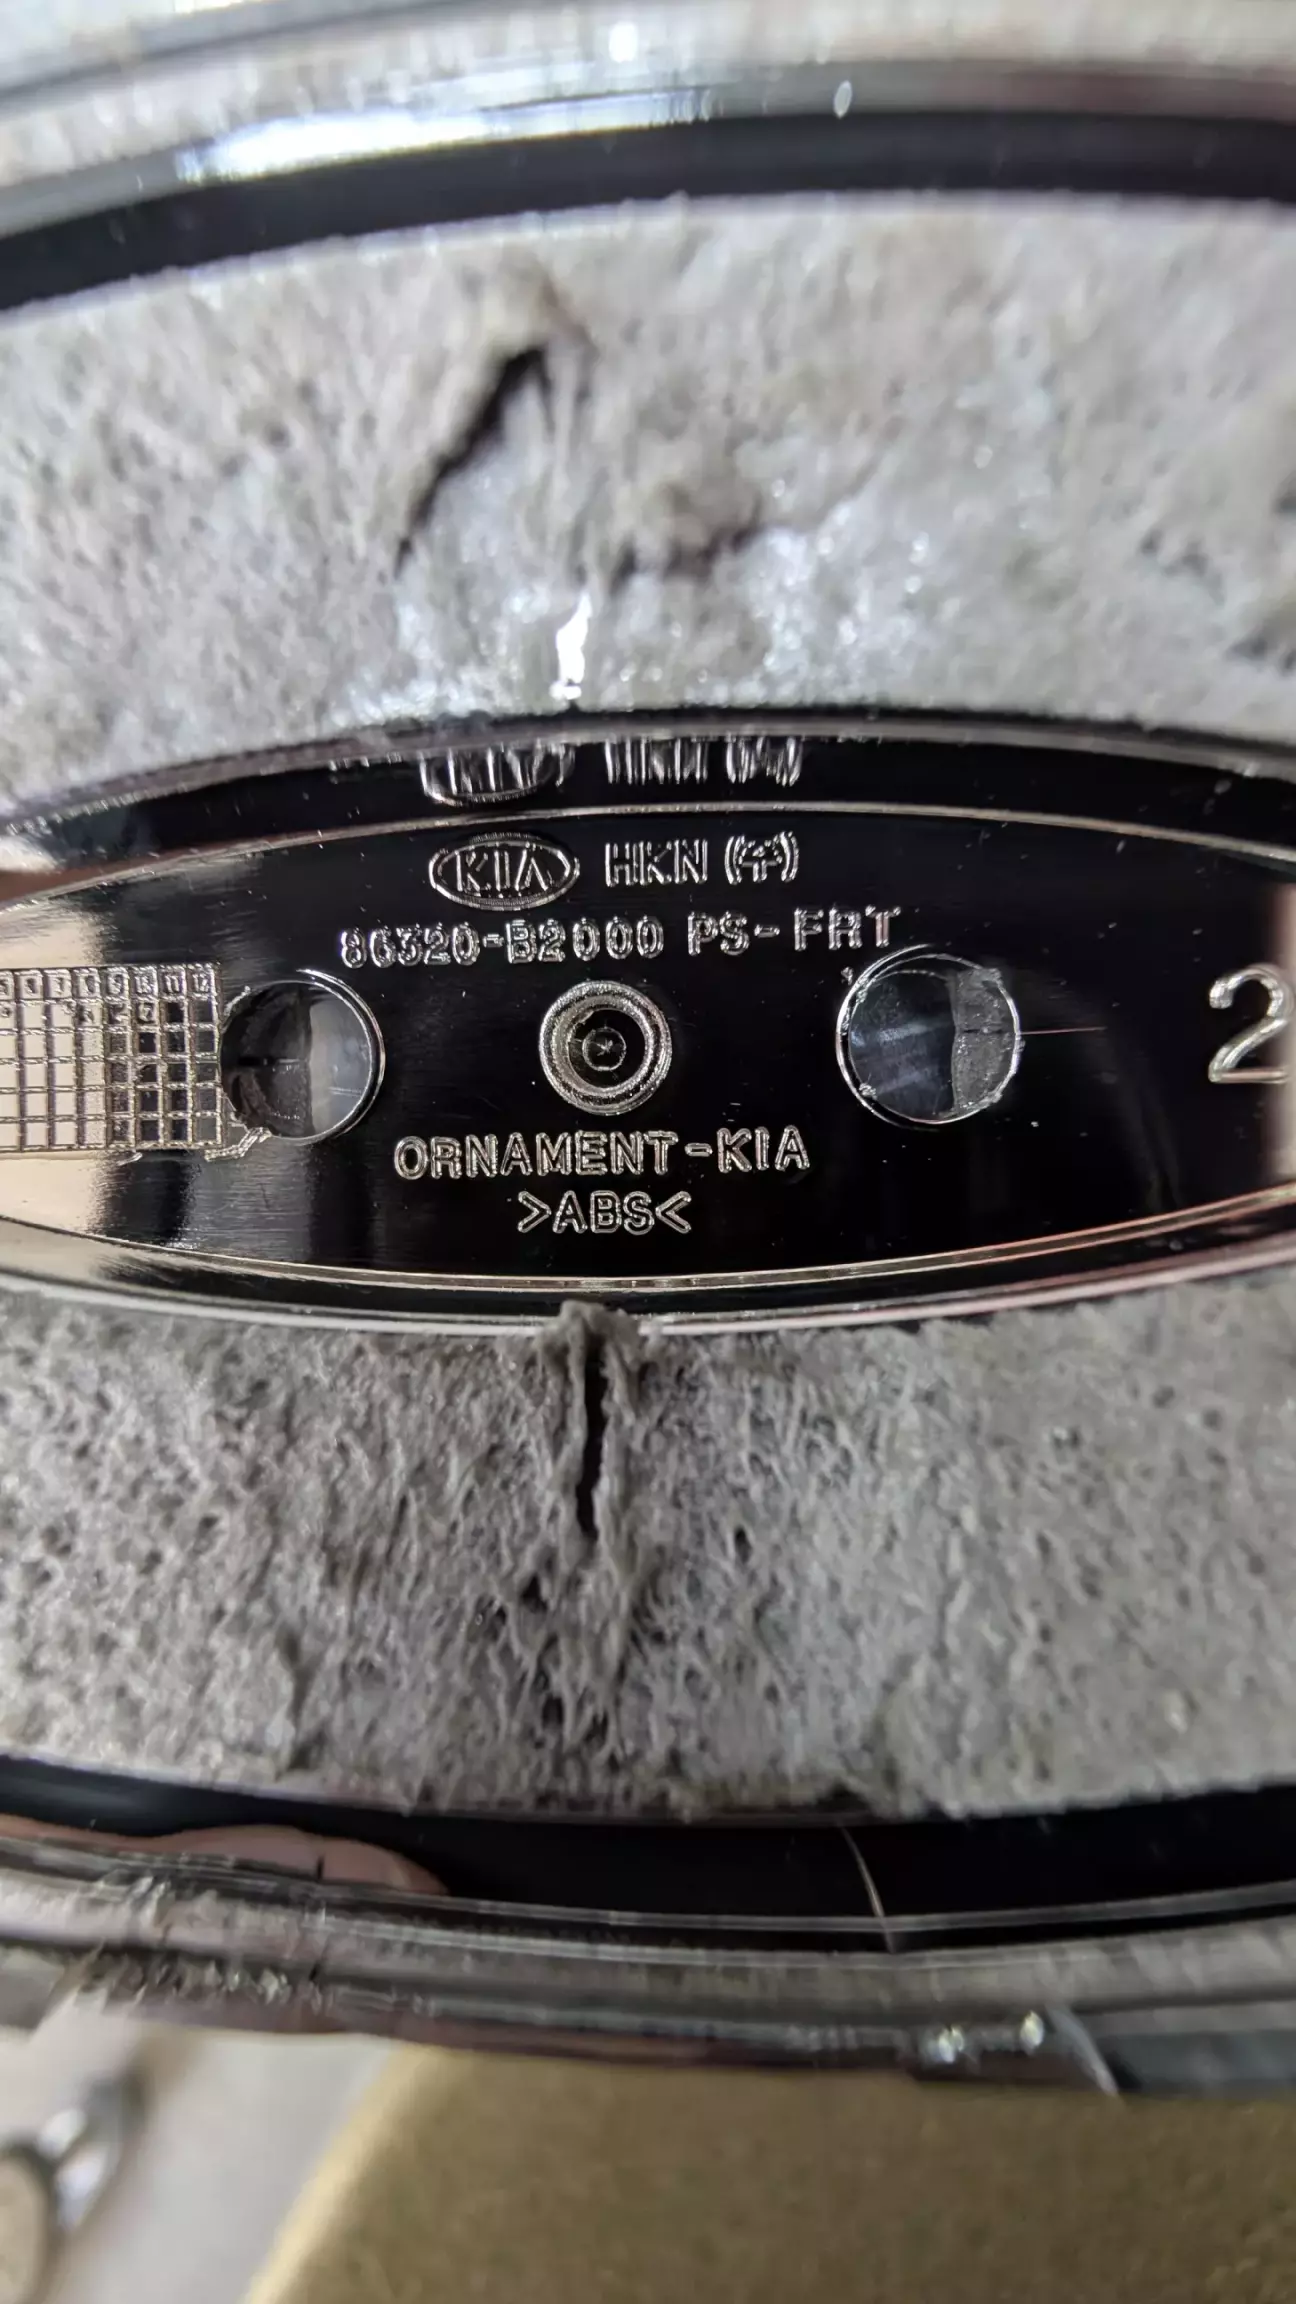 KIA HKN
86320-B2000 PS-FRT
2
ORNAMENT-KIA
>ABS<